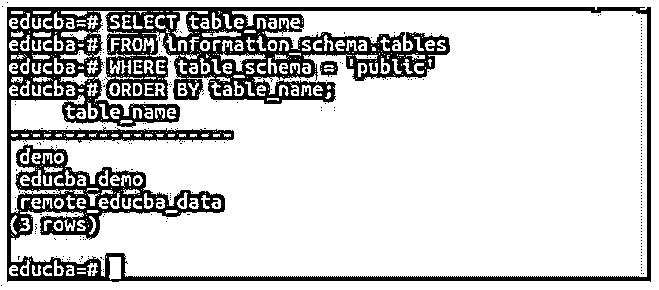 educba=# SELECT table_name
educba-# FROM information_schema.tables
educba-# WHERE table_schema = 'public'
educba-# ORDER BY table_name;
table_name
--------------------
demo
educba_demo
remote_educba_data
(3 rows)
educba=#